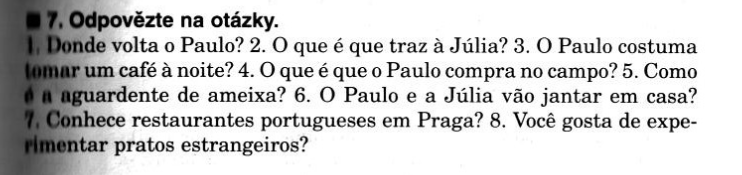 7. Odpovězte na otázky.
1. Donde volta o Paulo? 2. O que é que traz à Júlia? 3. O Paulo costuma
tomar um café à noite? 4. O que é que o Paulo compra no campo? 5. Como
é a aguardente de ameixa? 6. O Paulo e a Júlia vão jantar em casa?
7. Conhece restaurantes portugueses em Praga? 8. Você gosta de expe-
rimentar pratos estrangeiros?